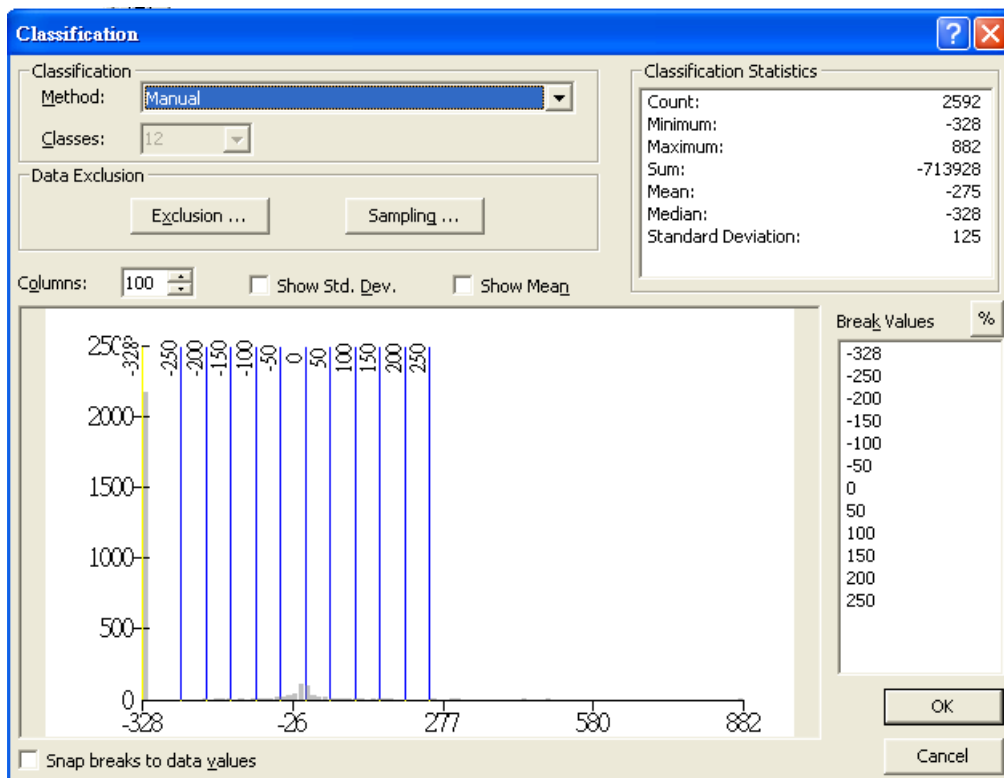 Classification
Classification
Method: Manual
Classes: 12
Data Exclusion
Exclusion ...
Sampling ...
Classification Statistics
Count: 2592
Minimum: -328
Maximum: 882
Sum: -713928
Mean: -275
Median: -328
Standard Deviation: 125
Columns: 100
Show Std. Dev.
Show Mean
Break Values
%
-328
-250
-200
-150
-100
-50
0
50
100
150
200
250
-328 -250 -200 -150 -100 -50 0 50 100 150 200 250
2000
1500
1000
500
0
-328 -26 277 580 882
OK
Cancel
Snap breaks to data values